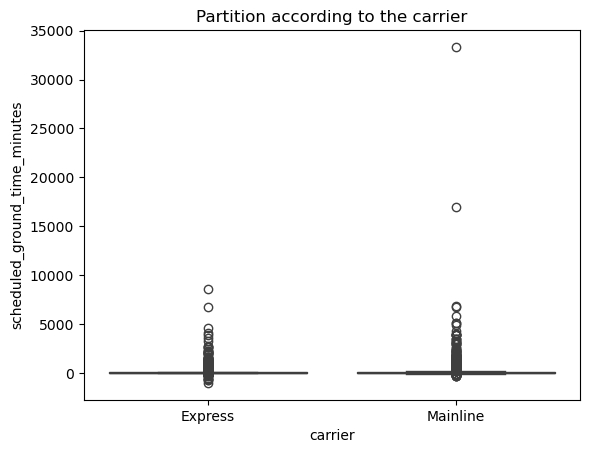 Partition according to the carrier
35000
30000
25000
20000
15000
10000
5000
0
scheduled_ground_time_minutes
Express
Mainline
carrier